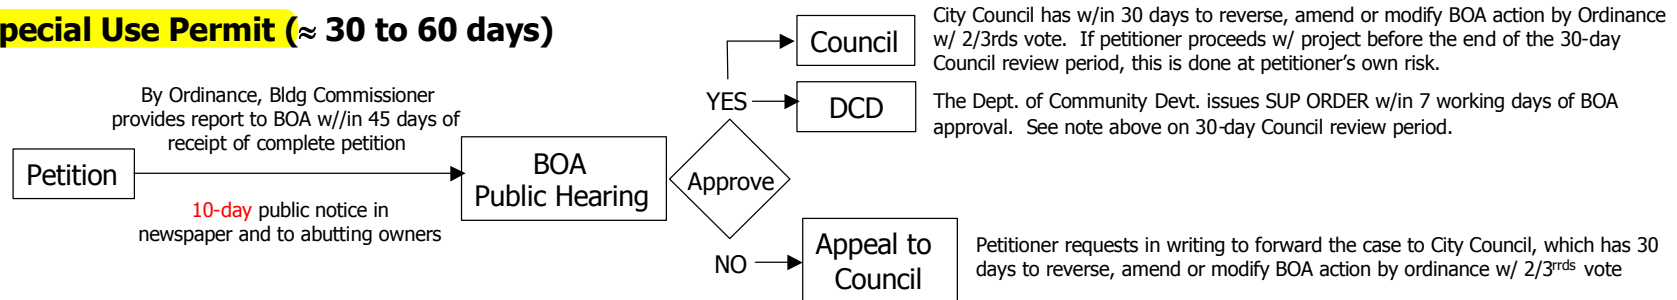 pecial Use Permit (≈ 30 to 60 days)
By Ordinance, Bldg Commissioner
provides report to BOA w//in 45 days of
receipt of complete petition
Petition
10-day public notice in
newspaper and to abutting owners
BOA
Public Hearing
Approve
YES
Council
City Council has w/in 30 days to reverse, amend or modify BOA action by Ordinance
w/ 2/3rds vote. If petitioner proceeds w/ project before the end of the 30-day
Council review period, this is done at petitioner's own risk.
DCD
The Dept. of Community Devt. issues SUP ORDER w/in 7 working days of BOA
approval. See note above on 30-day Council review period.
NO
Appeal to
Council
Petitioner requests in writing to forward the case to City Council, which has 30
days to reverse, amend or modify BOA action by ordinance w/ 2/3rrds vote